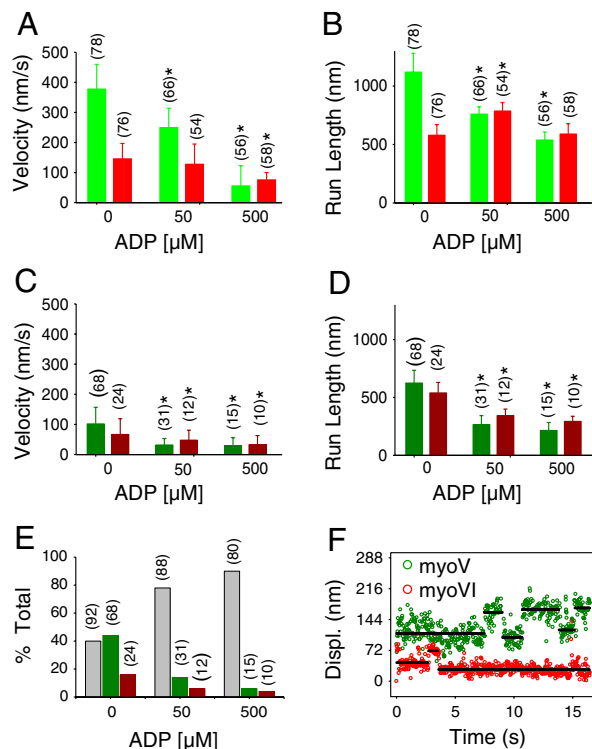 A
B
Velocity (nm/s)
500
400
300
200
100
0
(78)
(76)
(66)*
(54)
(56)*
(58)*
0 50 500
ADP [µM]
Run Length (nm)
1000
500
0
(78)
(76)
(66)*
(54)*
(56)*
(58)
0 50 500
ADP [µM]
C
D
Velocity (nm/s)
500
400
300
200
100
0
(68)
(24)
(31)*
(12)*
(15)*
(10)*
0 50 500
ADP [µM]
Run Length (nm)
1000
500
0
(68)
(24)
(31)*
(12)*
(15)*
(10)*
0 50 500
ADP [µM]
E
F
% Total
100
80
60
40
20
0
(92)
(68)
(24)
(88)
(31)
(12)
(80)
(15)
(10)
0 50 500
ADP [µM]
Displ. (nm)
288
216
144
72
0
myoV
myoVI
0 5 10 15
Time (s)